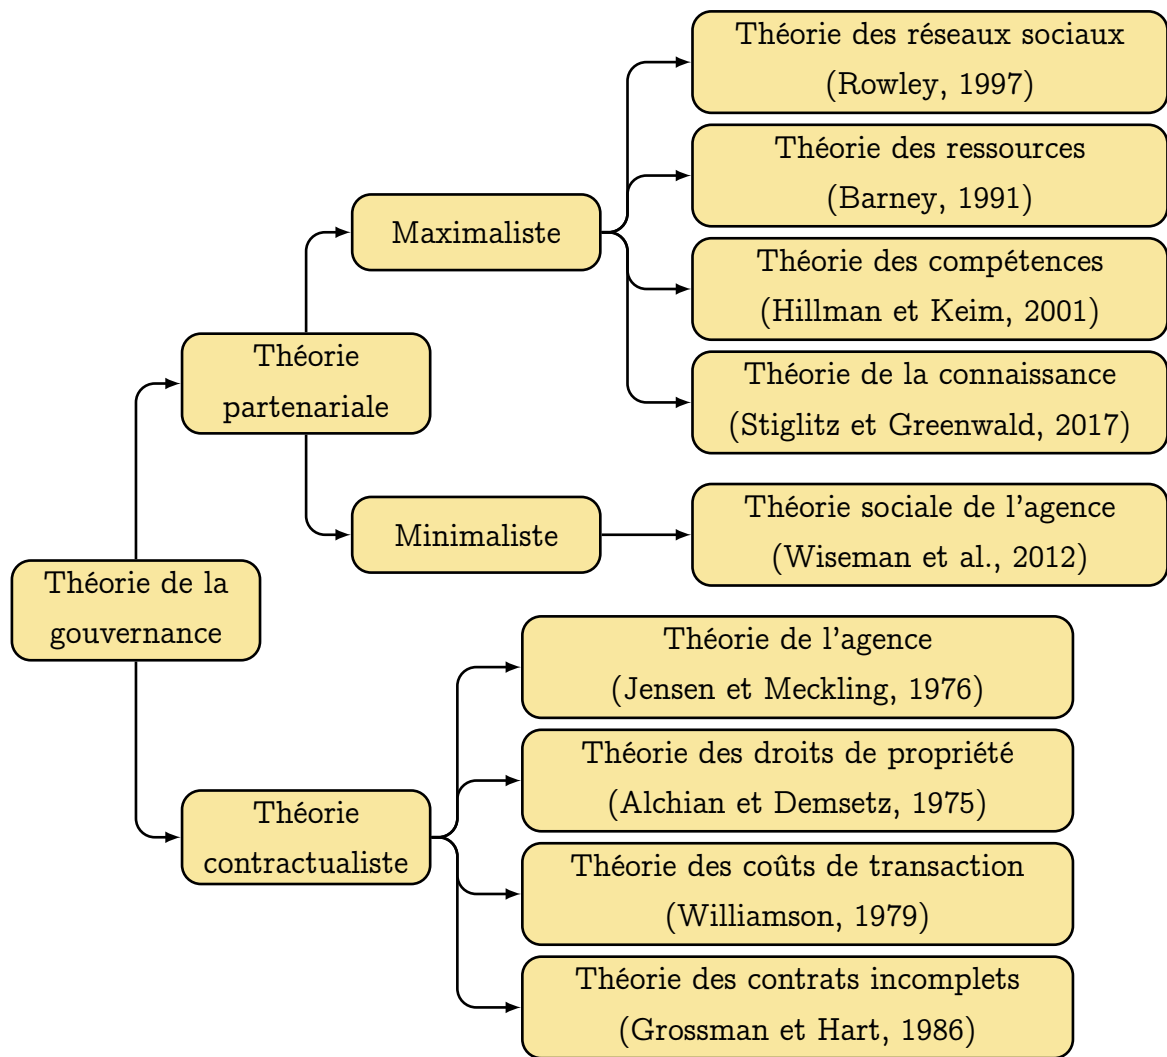 Théorie des réseaux sociaux
(Rowley, 1997)
Théorie des ressources
(Barney, 1991)
Maximaliste
Théorie des compétences
(Hillman et Keim, 2001)
Théorie
partenariale
Théorie de la connaissance
(Stiglitz et Greenwald, 2017)
Minimaliste
Théorie sociale de l'agence
(Wiseman et al., 2012)
Théorie de la
gouvernance
Théorie de l'agence
(Jensen et Meckling, 1976)
Théorie des droits de propriété
(Alchian et Demsetz, 1975)
Théorie
contractualiste
Théorie des coûts de transaction
(Williamson, 1979)
Théorie des contrats incomplets
(Grossman et Hart, 1986)